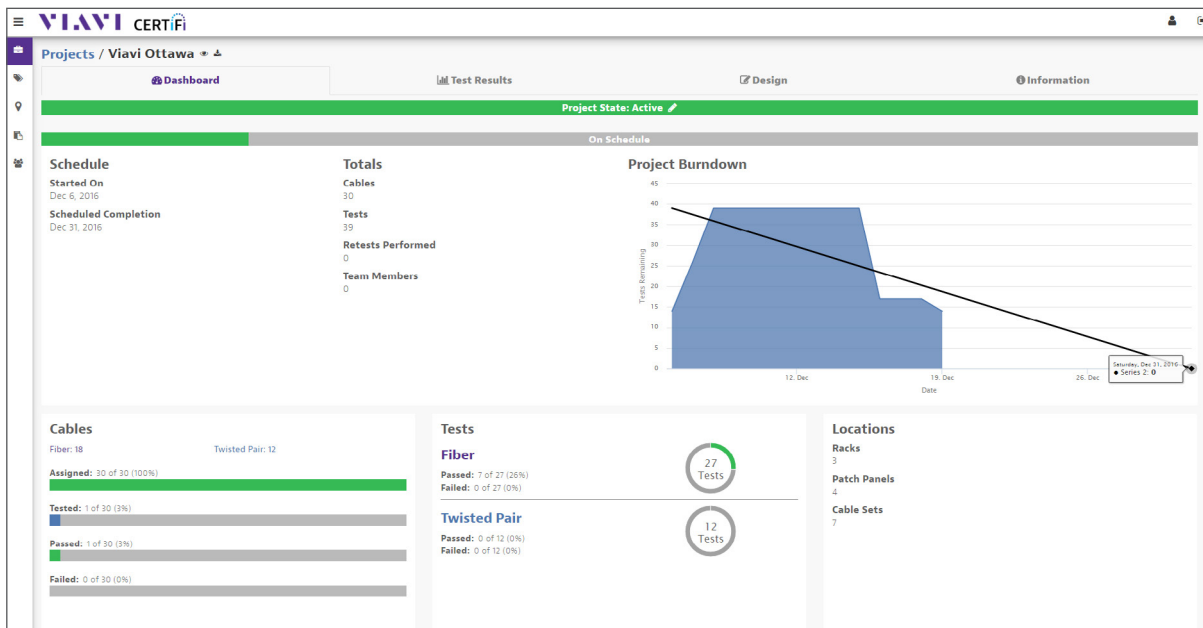 VIAVI CERTiFi
Projects / Viavi Ottawa
Dashboard
Test Results
Design
Information
Project State: Active
On Schedule
Schedule
Started On
Dec 6, 2016
Scheduled Completion
Dec 31, 2016
Totals
Cables
30
Tests
39
Retests Performed
0
Team Members
0
Project Burndown
45
40
35
30
25
20
15
10
5
0
Tests Remaining
12. Dec
19. Dec
26. Dec
Date
Saturday, Dec 31, 2016
● Series 2: 0
Cables
Fiber: 18
Twisted Pair: 12
Assigned: 30 of 30 (100%)
Tested: 1 of 30 (3%)
Passed: 1 of 30 (3%)
Failed: 0 of 30 (0%)
Tests
Fiber
Passed: 7 of 27 (26%)
Failed: 0 of 27 (0%)
27
Tests
Twisted Pair
Passed: 0 of 12 (0%)
Failed: 0 of 12 (0%)
12
Tests
Locations
Racks
3
Patch Panels
4
Cable Sets
7